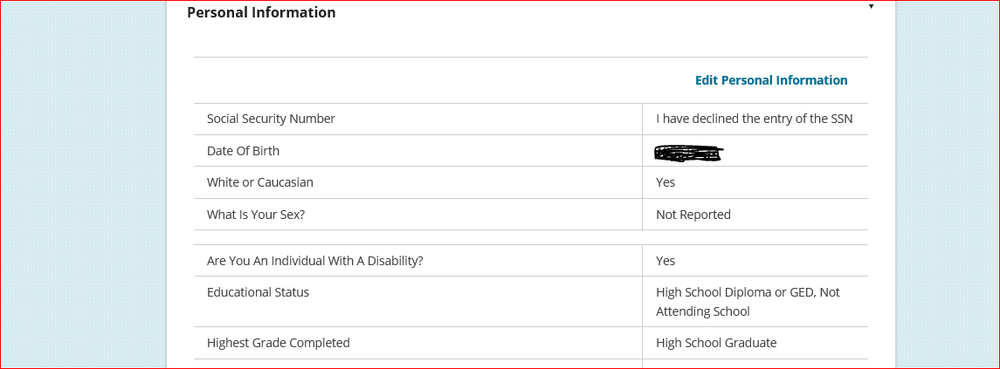 Personal Information
Edit Personal Information
Social Security Number I have declined the entry of the SSN
Date Of Birth
White or Caucasian Yes
What Is Your Sex? Not Reported
Are You An Individual With A Disability? Yes
Educational Status High School Diploma or GED, Not
Attending School
Highest Grade Completed High School Graduate